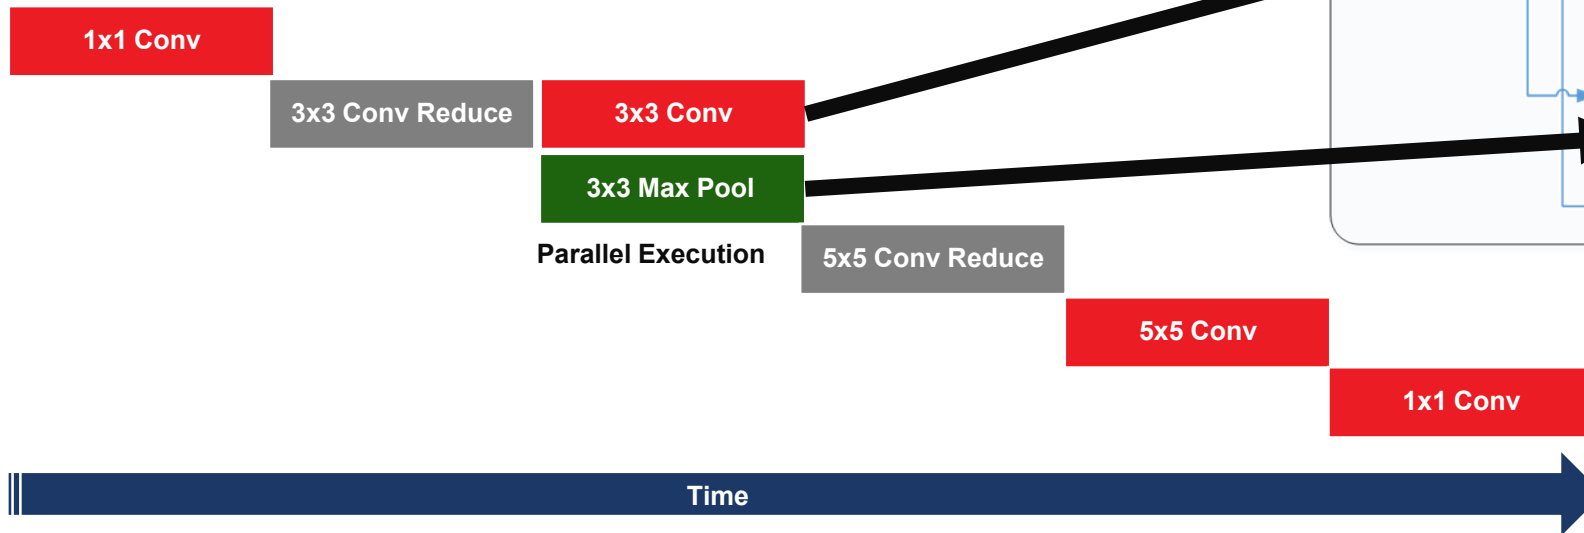 1x1 Conv
3x3 Conv Reduce
3x3 Conv
3x3 Max Pool
Parallel Execution
5x5 Conv Reduce
5x5 Conv
1x1 Conv
Time